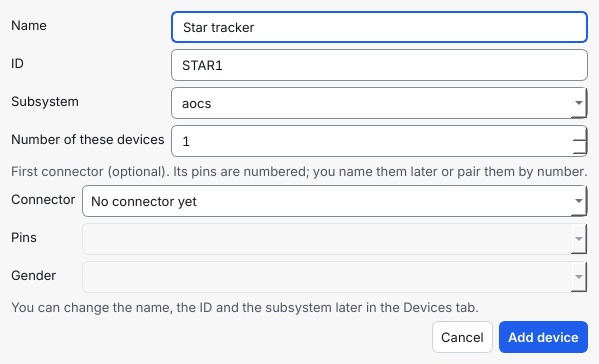 Name
Star tracker
ID
STAR1
Subsystem
aocs
Number of these devices
1
First connector (optional). Its pins are numbered; you name them later or pair them by number.
Connector
No connector yet
Pins
Gender
You can change the name, the ID and the subsystem later in the Devices tab.
Cancel
Add device